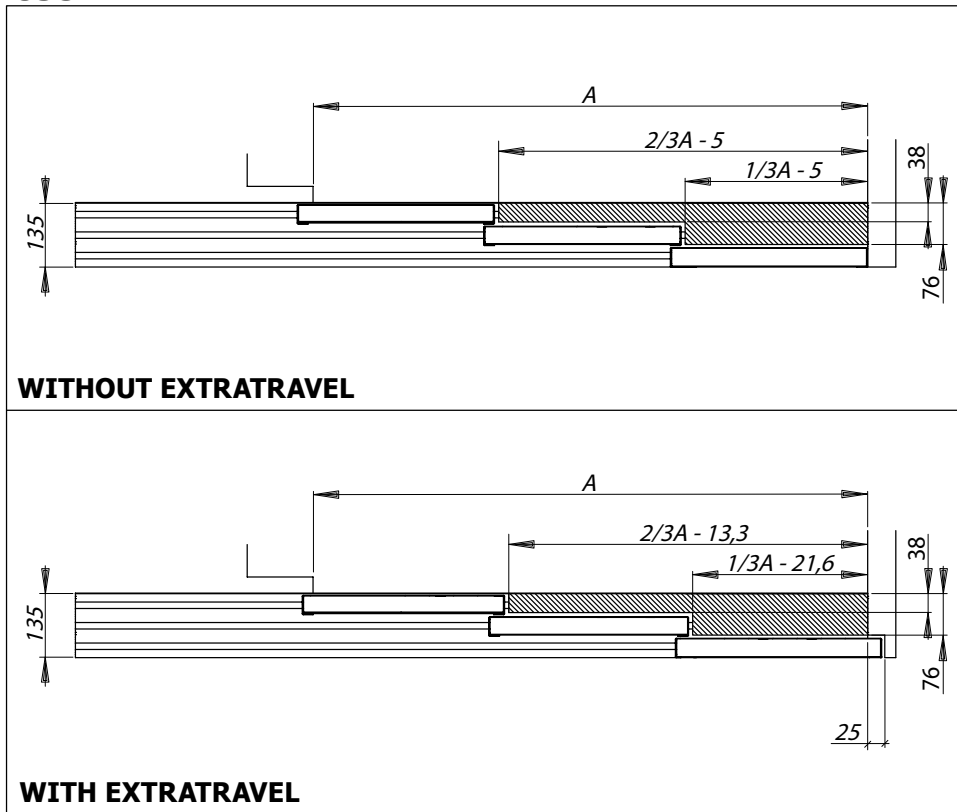 A
2/3A - 5
1/3A - 5
38
135
76
WITHOUT EXTRATRAVEL
A
2/3A - 13,3
1/3A - 21,6
38
135
76
25
WITH EXTRATRAVEL